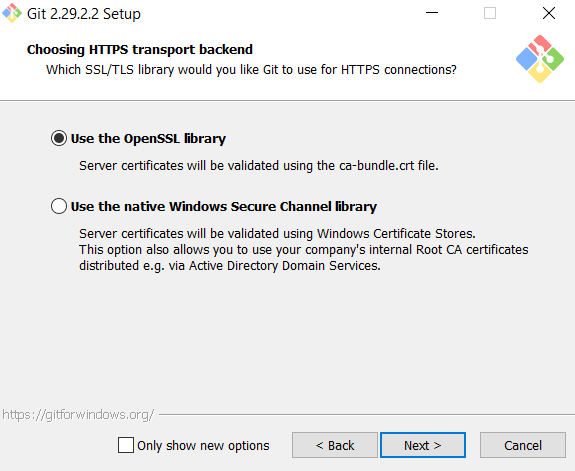 Git 2.29.2.2 Setup
Choosing HTTPS transport backend
Which SSL/TLS library would you like Git to use for HTTPS connections?
Use the OpenSSL library
Server certificates will be validated using the ca-bundle.crt file.
Use the native Windows Secure Channel library
Server certificates will be validated using Windows Certificate Stores.
This option also allows you to use your company's internal Root CA certificates
distributed e.g. via Active Directory Domain Services.
https://gitforwindows.org/
Only show new options
< Back
Next >
Cancel